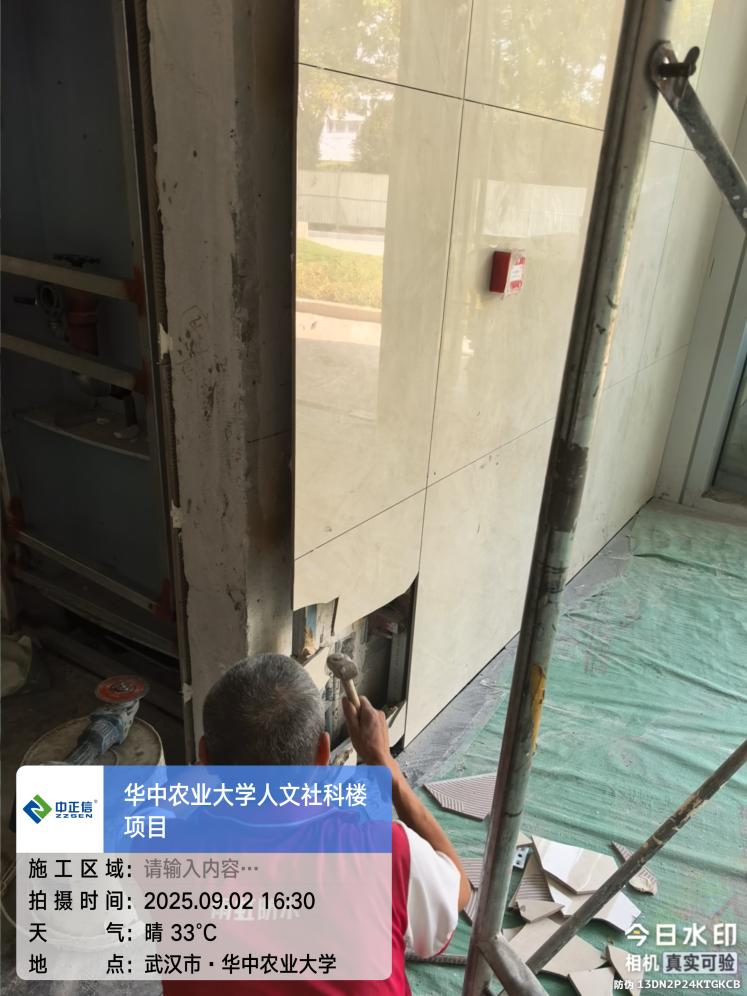 中正信®
ZZSEN
华中农业大学人文社科楼
项目
施工区域：请输入内容…
拍摄时间：2025.09.02 16:30
天气：晴 33°C
地点：武汉市·华中农业大学
今日水印
相机 真实可验
防伪 13DN2P24KTGKCB